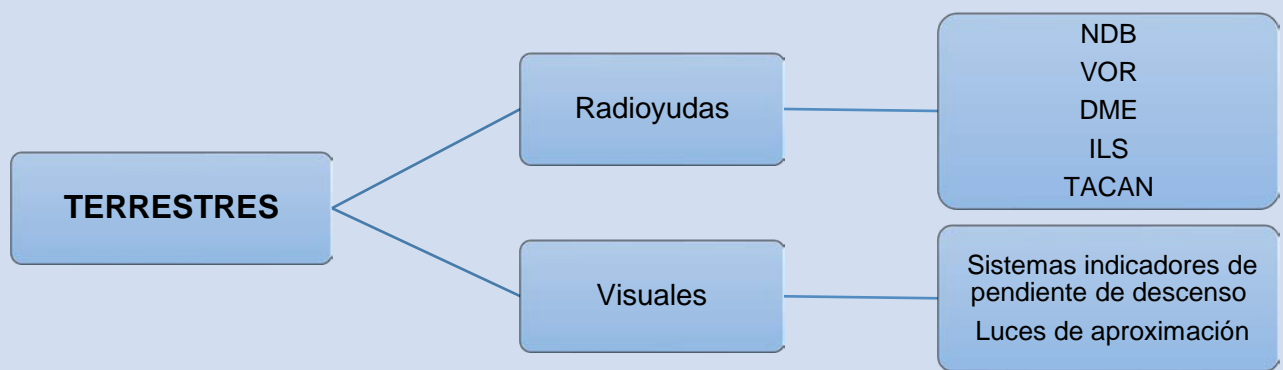 TERRESTRES
Radioyudas
NDB
VOR
DME
ILS
TACAN
Visuales
Sistemas indicadores de
pendiente de descenso
Luces de aproximación